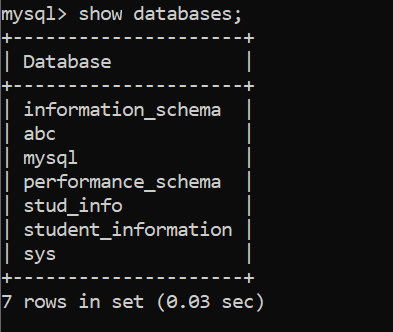 mysql> show databases;
+--------------------+
| Database           |
+--------------------+
| information_schema |
| abc                |
| mysql              |
| performance_schema |
| stud_info          |
| student_information |
| sys                |
+--------------------+
7 rows in set (0.03 sec)